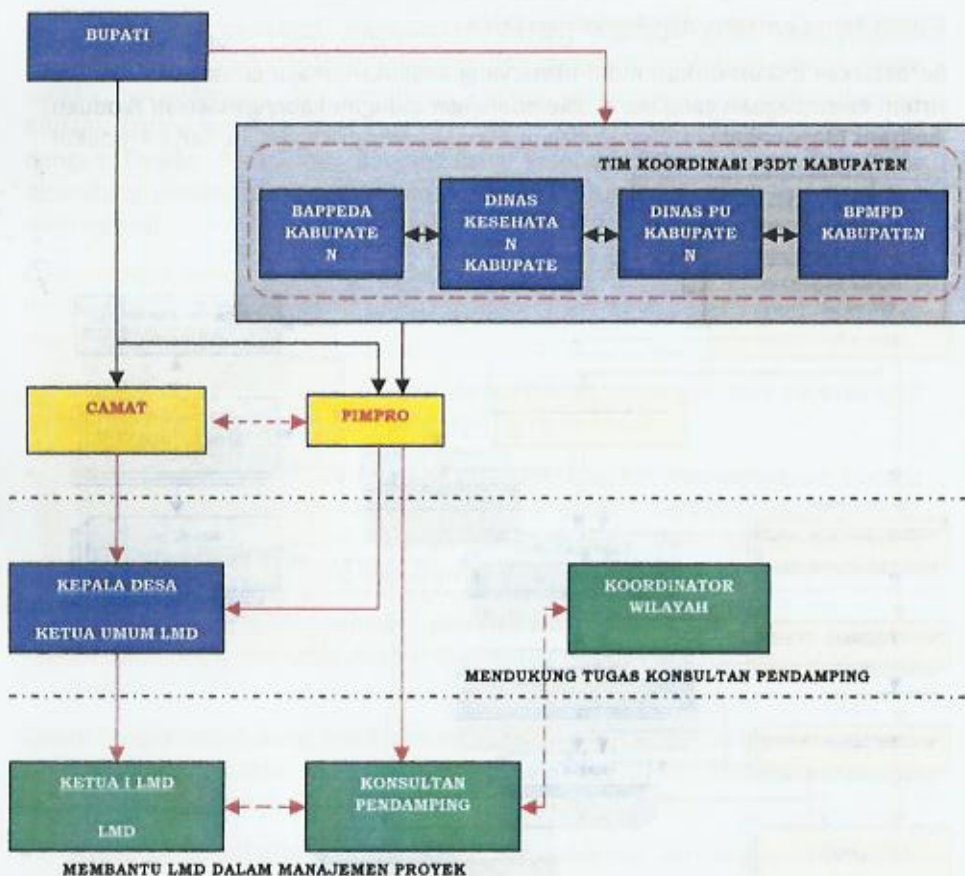 BUPATI
TIM KOORDINASI P3DT KABUPATEN
BAPPEDA
KABUPATE
N
DINAS
KESEHATA
N
KABUPATE
DINAS PU
KABUPATE
N
BPMPD
KABUPATEN
CAMAT
PIMPRO
KEPALA DESA
KETUA UMUM LMD
KOORDINATOR
WILAYAH
MENDUKUNG TUGAS KONSULTAN PENDAMPING
KETUA I LMD
LMD
KONSULTAN
PENDAMPING
MEMBANTU LMD DALAM MANAJEMEN PROYEK